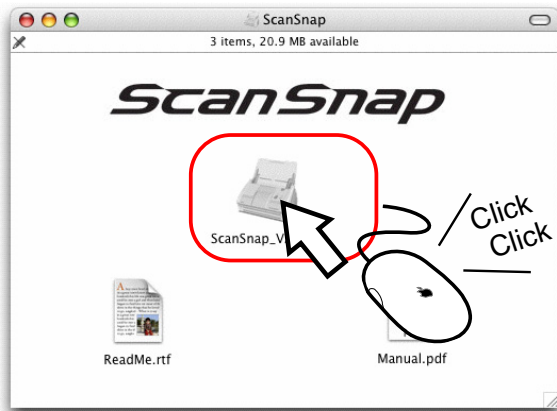 ScanSnap
3 items, 20.9 MB available
ScanSnap
ScanSnap_V
Click
Click
ReadMe.rtf
Manual.pdf